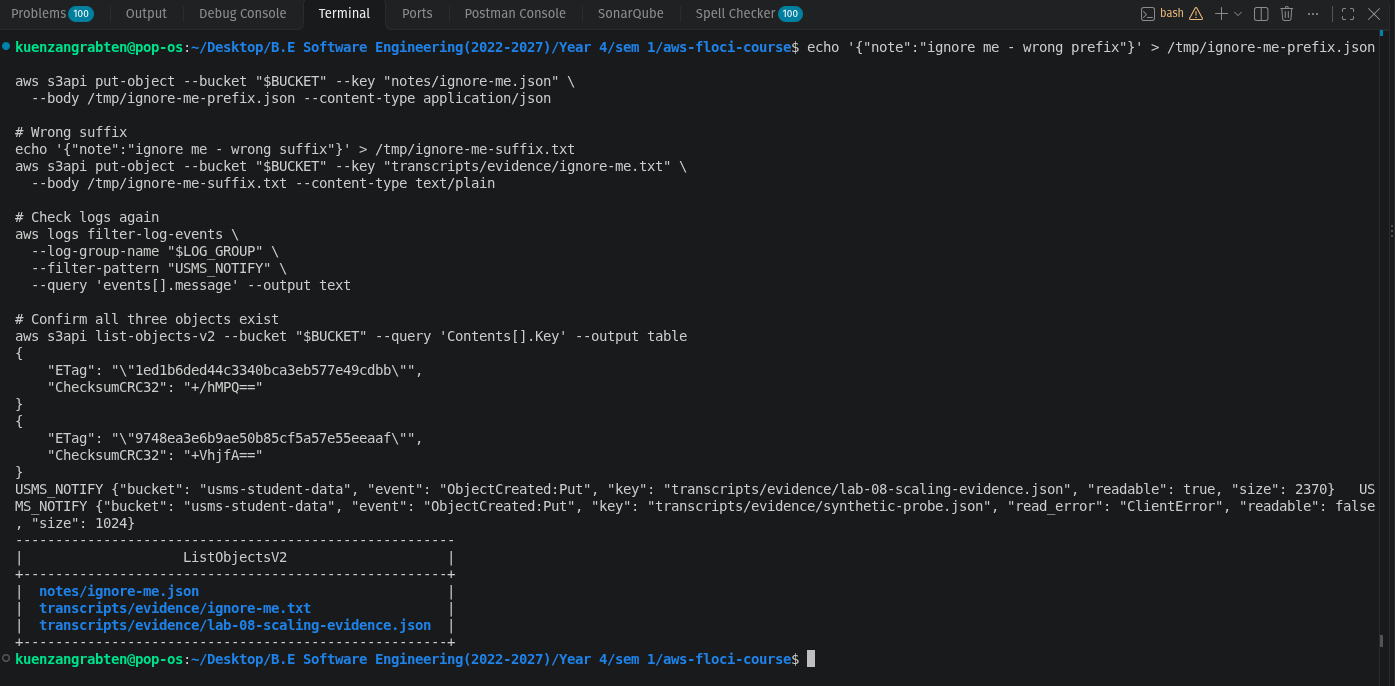 Problems 100 Output Debug Console Terminal Ports Postman Console SonarQube Spell Checker 100 bash
kuenzangrabten@pop-os:~/Desktop/B.E Software Engineering(2022-2027)/Year 4/sem 1/aws-floci-course$ echo '{"note":"ignore me - wrong prefix"}' > /tmp/ignore-me-prefix.json
aws s3api put-object --bucket "$BUCKET" --key "notes/ignore-me.json" \
--body /tmp/ignore-me-prefix.json --content-type application/json
# Wrong suffix
echo '{"note":"ignore me - wrong suffix"}' > /tmp/ignore-me-suffix.txt
aws s3api put-object --bucket "$BUCKET" --key "transcripts/evidence/ignore-me.txt" \
--body /tmp/ignore-me-suffix.txt --content-type text/plain
# Check logs again
aws logs filter-log-events \
--log-group-name "$LOG_GROUP" \
--filter-pattern "USMS_NOTIFY" \
--query 'events[].message' --output text
# Confirm all three objects exist
aws s3api list-objects-v2 --bucket "$BUCKET" --query 'Contents[].Key' --output table
{
"ETag": "\"1ed1b6ded44c3340bca3eb577e49cdbb\"",
"ChecksumCRC32": "+/hMPQ=="
}
{
"ETag": "\"9748ea3e6b9ae50b85cf5a57e55eeaaf\"",
"ChecksumCRC32": "+VhjfA=="
}
USMS_NOTIFY {"bucket": "usms-student-data", "event": "ObjectCreated:Put", "key": "transcripts/evidence/lab-08-scaling-evidence.json", "readable": true, "size": 2370} US
MS_NOTIFY {"bucket": "usms-student-data", "event": "ObjectCreated:Put", "key": "transcripts/evidence/synthetic-probe.json", "read_error": "ClientError", "readable": false
, "size": 1024}
-------------------------------------------------------
| ListObjectsV2 |
+-----------------------------------------------------+
| notes/ignore-me.json |
| transcripts/evidence/ignore-me.txt |
| transcripts/evidence/lab-08-scaling-evidence.json |
+-----------------------------------------------------+
kuenzangrabten@pop-os:~/Desktop/B.E Software Engineering(2022-2027)/Year 4/sem 1/aws-floci-course$